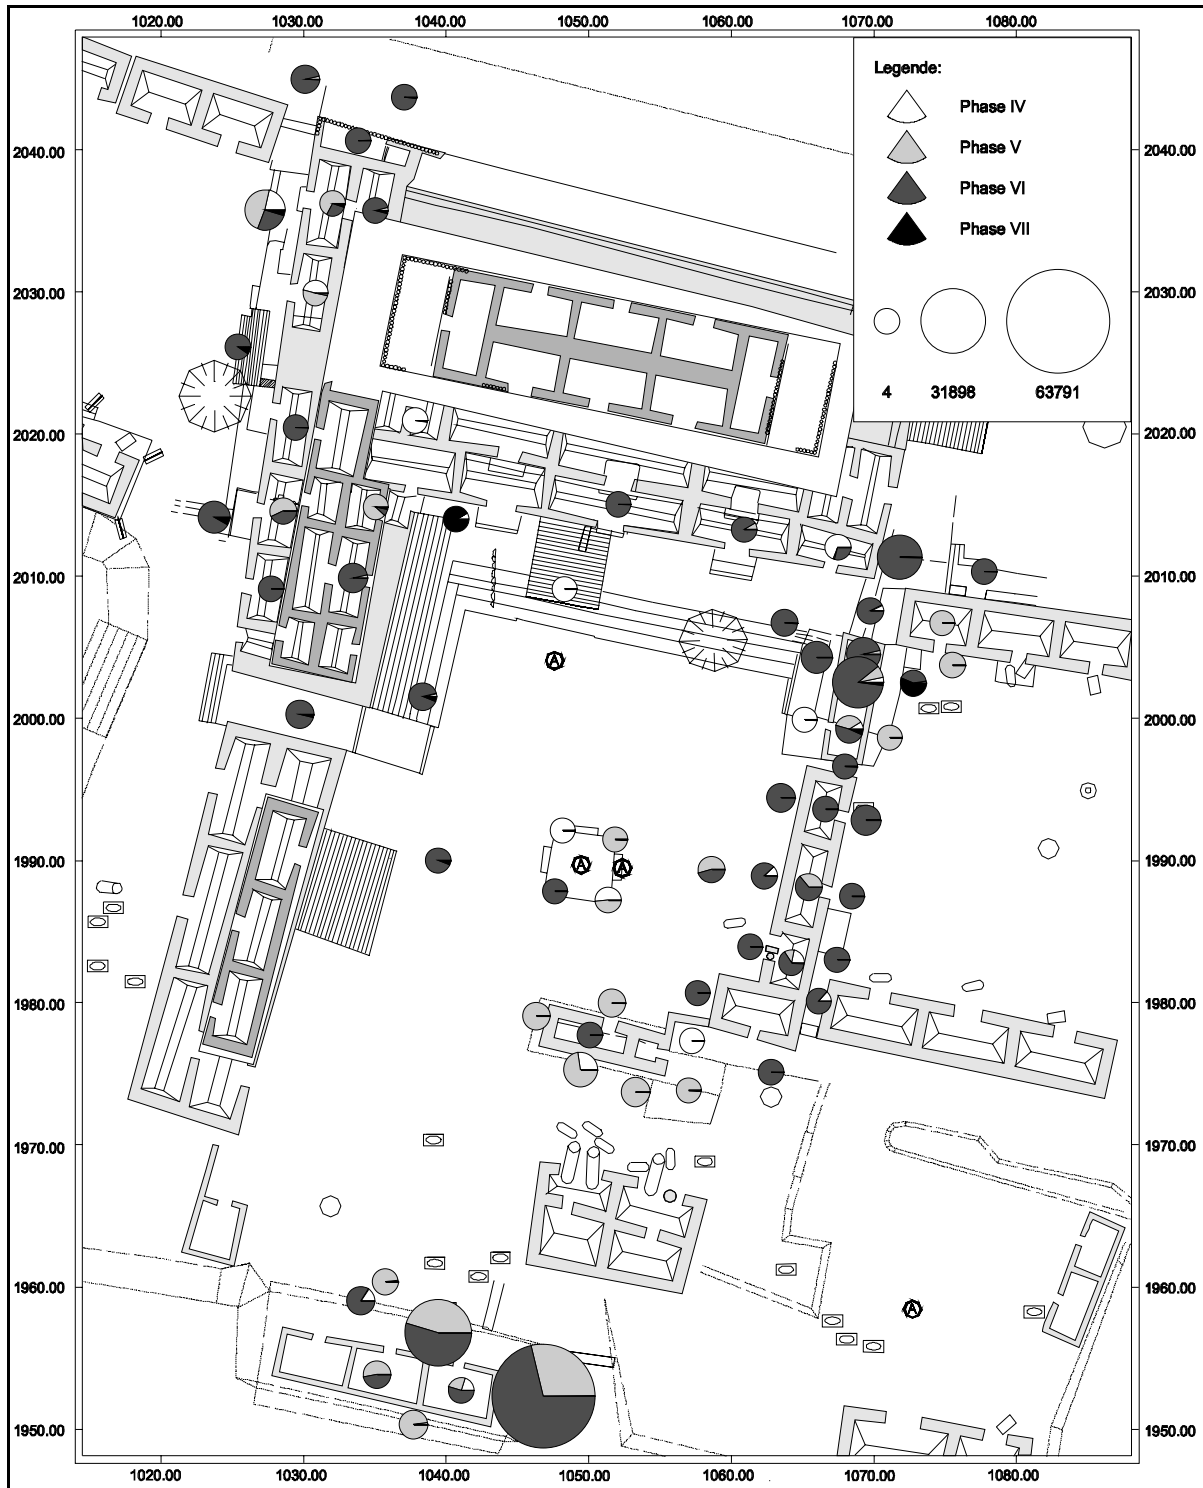 1020.00 1030.00 1040.00 1050.00 1060.00 1070.00 1080.00
Legende:
Phase IV
Phase V
Phase VI
Phase VII
4 31898 63791
2040.00 2040.00
2030.00 2030.00
2020.00 2020.00
2010.00 2010.00
A
2000.00 2000.00
1990.00 A A 1990.00
1980.00 1980.00
1970.00 1970.00
1960.00 1960.00
A
1950.00 1950.00
1020.00 1030.00 1040.00 1050.00 1060.00 1070.00 1080.00